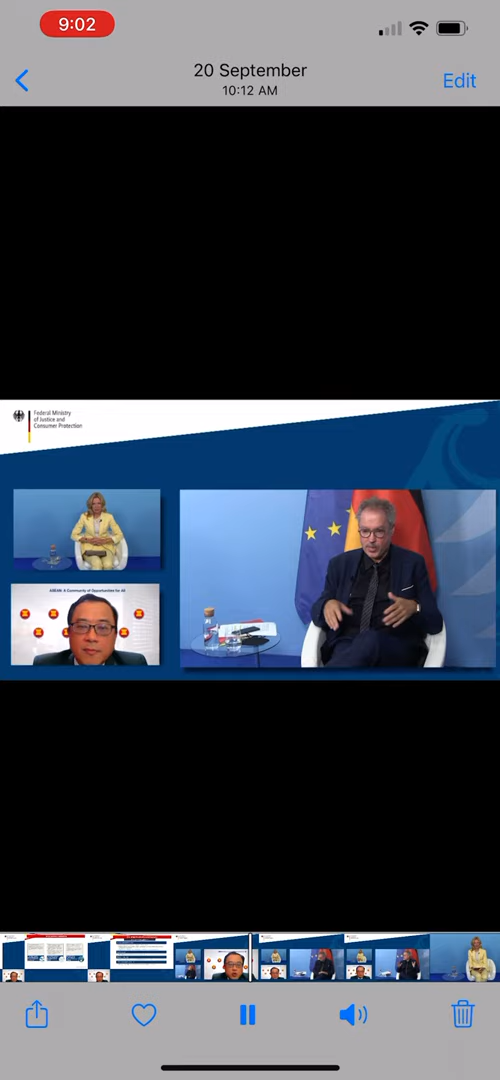 9:02
20 September
10:12 AM
Edit
Federal Ministry
of Justice and
Consumer Protection
ASEAN: A Community of Opportunities for All